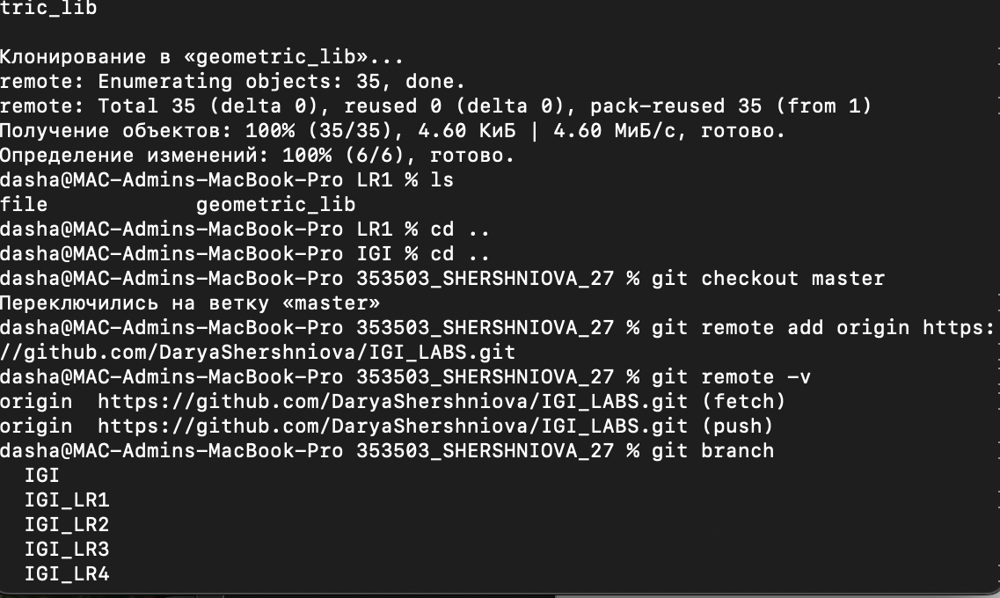 tric_lib
Клонирование в «geometric_lib»...
remote: Enumerating objects: 35, done.
remote: Total 35 (delta 0), reused 0 (delta 0), pack-reused 35 (from 1)
Получение объектов: 100% (35/35), 4.60 КиБ | 4.60 МиБ/с, готово.
Определение изменений: 100% (6/6), готово.
dasha@MAC-Admins-MacBook-Pro LR1 % ls
file            geometric_lib
dasha@MAC-Admins-MacBook-Pro LR1 % cd ..
dasha@MAC-Admins-MacBook-Pro IGI % cd ..
dasha@MAC-Admins-MacBook-Pro 353503_SHERSHNIOVA_27 % git checkout master
Переключились на ветку «master»
dasha@MAC-Admins-MacBook-Pro 353503_SHERSHNIOVA_27 % git remote add origin https:
//github.com/DaryaShershniova/IGI_LABS.git
dasha@MAC-Admins-MacBook-Pro 353503_SHERSHNIOVA_27 % git remote -v
origin  https://github.com/DaryaShershniova/IGI_LABS.git (fetch)
origin  https://github.com/DaryaShershniova/IGI_LABS.git (push)
dasha@MAC-Admins-MacBook-Pro 353503_SHERSHNIOVA_27 % git branch
  IGI
  IGI_LR1
  IGI_LR2
  IGI_LR3
  IGI_LR4